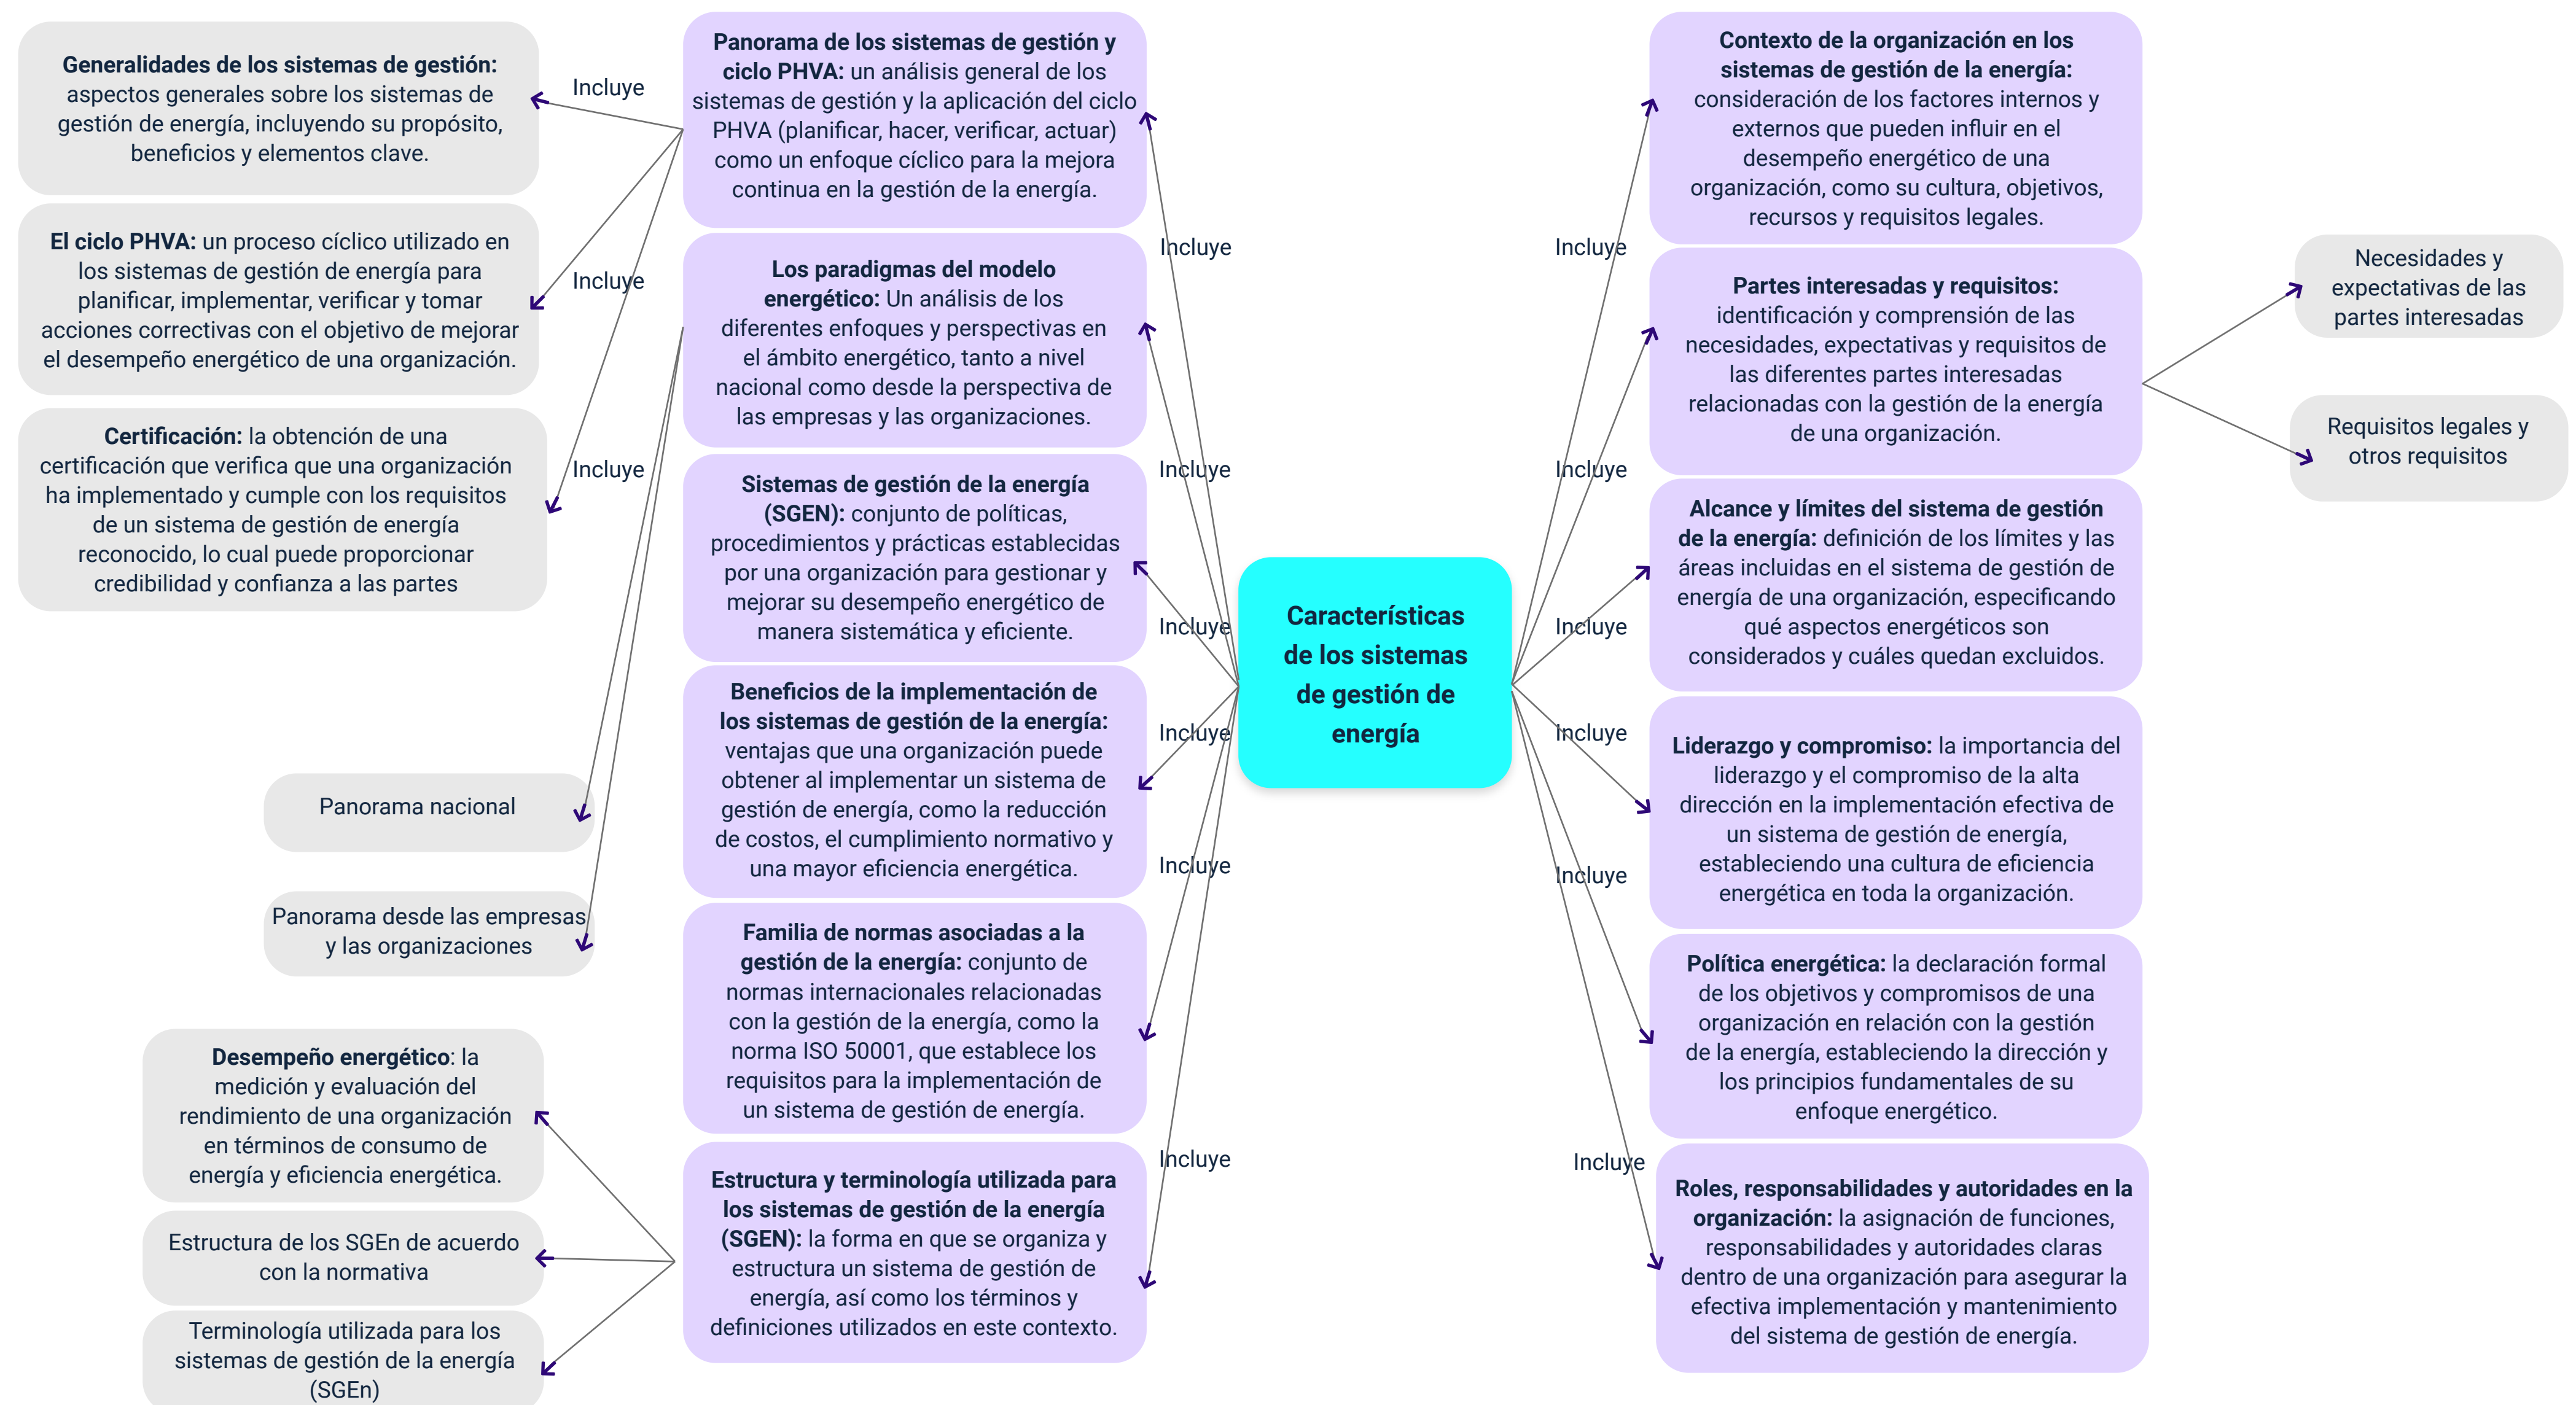 Generalidades de los sistemas de gestión:
aspectos generales sobre los sistemas de
gestión de energía, incluyendo su propósito,
beneficios y elementos clave.
Incluye
El ciclo PHVA: un proceso cíclico utilizado en
los sistemas de gestión de energía para
planificar, implementar, verificar y tomar
acciones correctivas con el objetivo de mejorar
el desempeño energético de una organización.
Incluye
Certificación: la obtención de una
certificación que verifica que una organización
ha implementado y cumple con los requisitos
de un sistema de gestión de energía
reconocido, lo cual puede proporcionar
credibilidad y confianza a las partes
Incluye
Panorama nacional
Panorama desde las empresas
y las organizaciones
Desempeño energético: la
medición y evaluación del
rendimiento de una organización
en términos de consumo de
energía y eficiencia energética.
Estructura de los SGEn de acuerdo
con la normativa
Terminología utilizada para los
sistemas de gestión de la energía
(SGEn)
Panorama de los sistemas de gestión y
ciclo PHVA: un análisis general de los
sistemas de gestión y la aplicación del ciclo
PHVA (planificar, hacer, verificar, actuar)
como un enfoque cíclico para la mejora
continua en la gestión de la energía.
Incluye
Los paradigmas del modelo
energético: Un análisis de los
diferentes enfoques y perspectivas en
el ámbito energético, tanto a nivel
nacional como desde la perspectiva de
las empresas y las organizaciones.
Incluye
Sistemas de gestión de la energía
(SGEN): conjunto de políticas,
procedimientos y prácticas establecidas
por una organización para gestionar y
mejorar su desempeño energético de
manera sistemática y eficiente.
Incluye
Beneficios de la implementación de
los sistemas de gestión de la energía:
ventajas que una organización puede
obtener al implementar un sistema de
gestión de energía, como la reducción
de costos, el cumplimiento normativo y
una mayor eficiencia energética.
Incluye
Familia de normas asociadas a la
gestión de la energía: conjunto de
normas internacionales relacionadas
con la gestión de la energía, como la
norma ISO 50001, que establece los
requisitos para la implementación de
un sistema de gestión de energía.
Incluye
Estructura y terminología utilizada para
los sistemas de gestión de la energía
(SGEN): la forma en que se organiza y
estructura un sistema de gestión de
energía, así como los términos y
definiciones utilizados en este contexto.
Incluye
Características
de los sistemas
de gestión de
energía
Incluye
Contexto de la organización en los
sistemas de gestión de la energía:
consideración de los factores internos y
externos que pueden influir en el
desempeño energético de una
organización, como su cultura, objetivos,
recursos y requisitos legales.
Incluye
Partes interesadas y requisitos:
identificación y comprensión de las
necesidades, expectativas y requisitos de
las diferentes partes interesadas
relacionadas con la gestión de la energía
de una organización.
Incluye
Alcance y límites del sistema de gestión
de la energía: definición de los límites y las
áreas incluidas en el sistema de gestión de
energía de una organización, especificando
qué aspectos energéticos son
considerados y cuáles quedan excluidos.
Incluye
Liderazgo y compromiso: la importancia del
liderazgo y el compromiso de la alta
dirección en la implementación efectiva de
un sistema de gestión de energía,
estableciendo una cultura de eficiencia
energética en toda la organización.
Incluye
Política energética: la declaración formal
de los objetivos y compromisos de una
organización en relación con la gestión
de la energía, estableciendo la dirección y
los principios fundamentales de su
enfoque energético.
Incluye
Roles, responsabilidades y autoridades en la
organización: la asignación de funciones,
responsabilidades y autoridades claras
dentro de una organización para asegurar la
efectiva implementación y mantenimiento
del sistema de gestión de energía.
Necesidades y
expectativas de las
partes interesadas
Requisitos legales y
otros requisitos